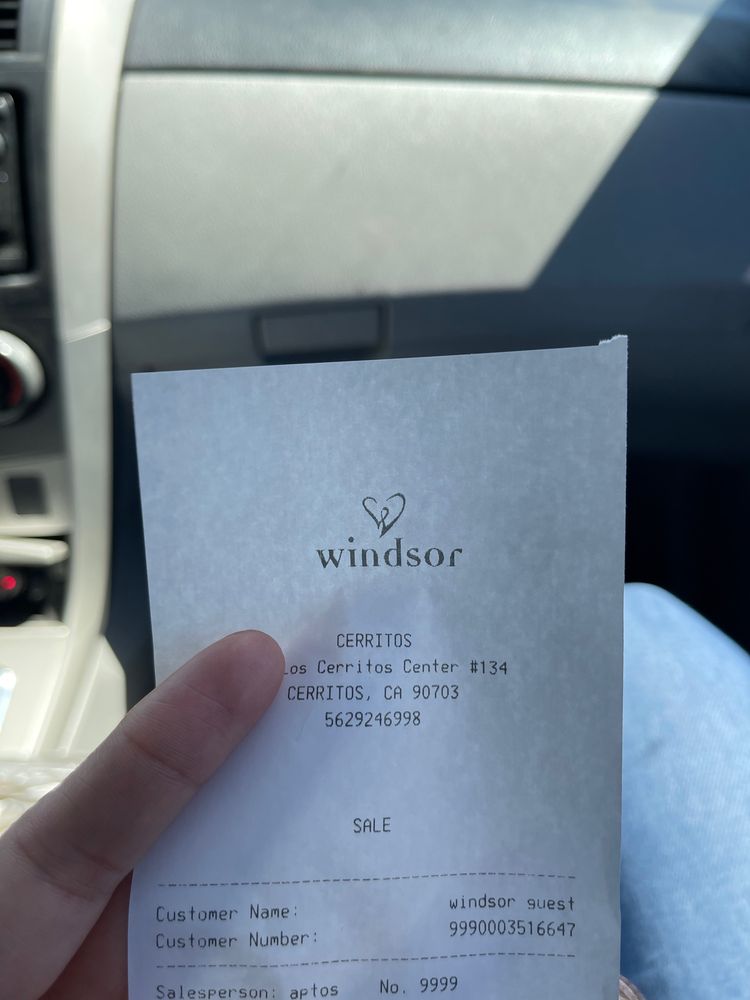 windsor
CERRITOS
Los Cerritos Center #134
CERRITOS, CA 90703
5629246998
SALE
Customer Name: windsor guest
Customer Number: 9990003516647
Salesperson: aptos No. 9999